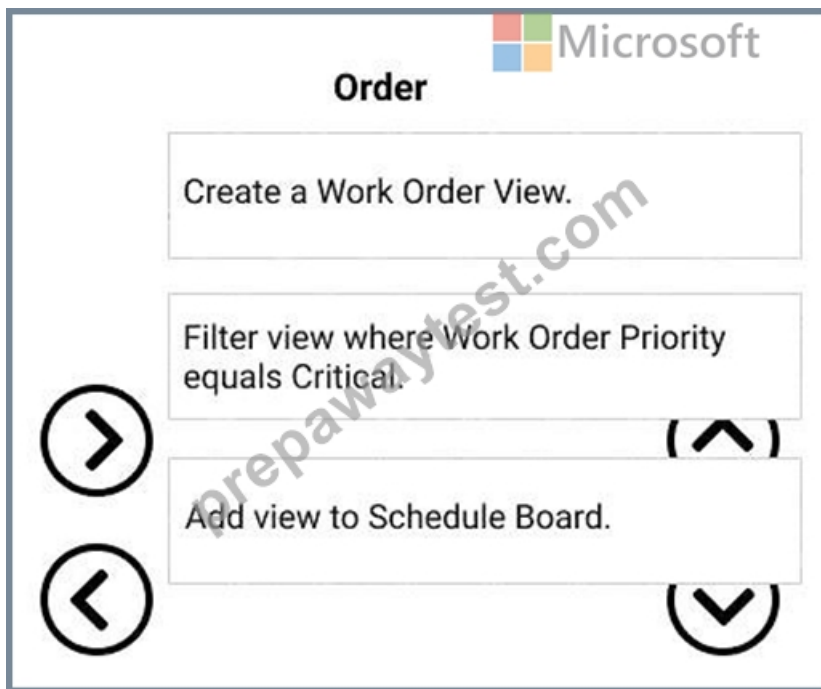 Microsoft
Order
Create a Work Order View.
Filter view where Work Order Priority
equals Critical.
Add view to Schedule Board.
prepawaytest.com